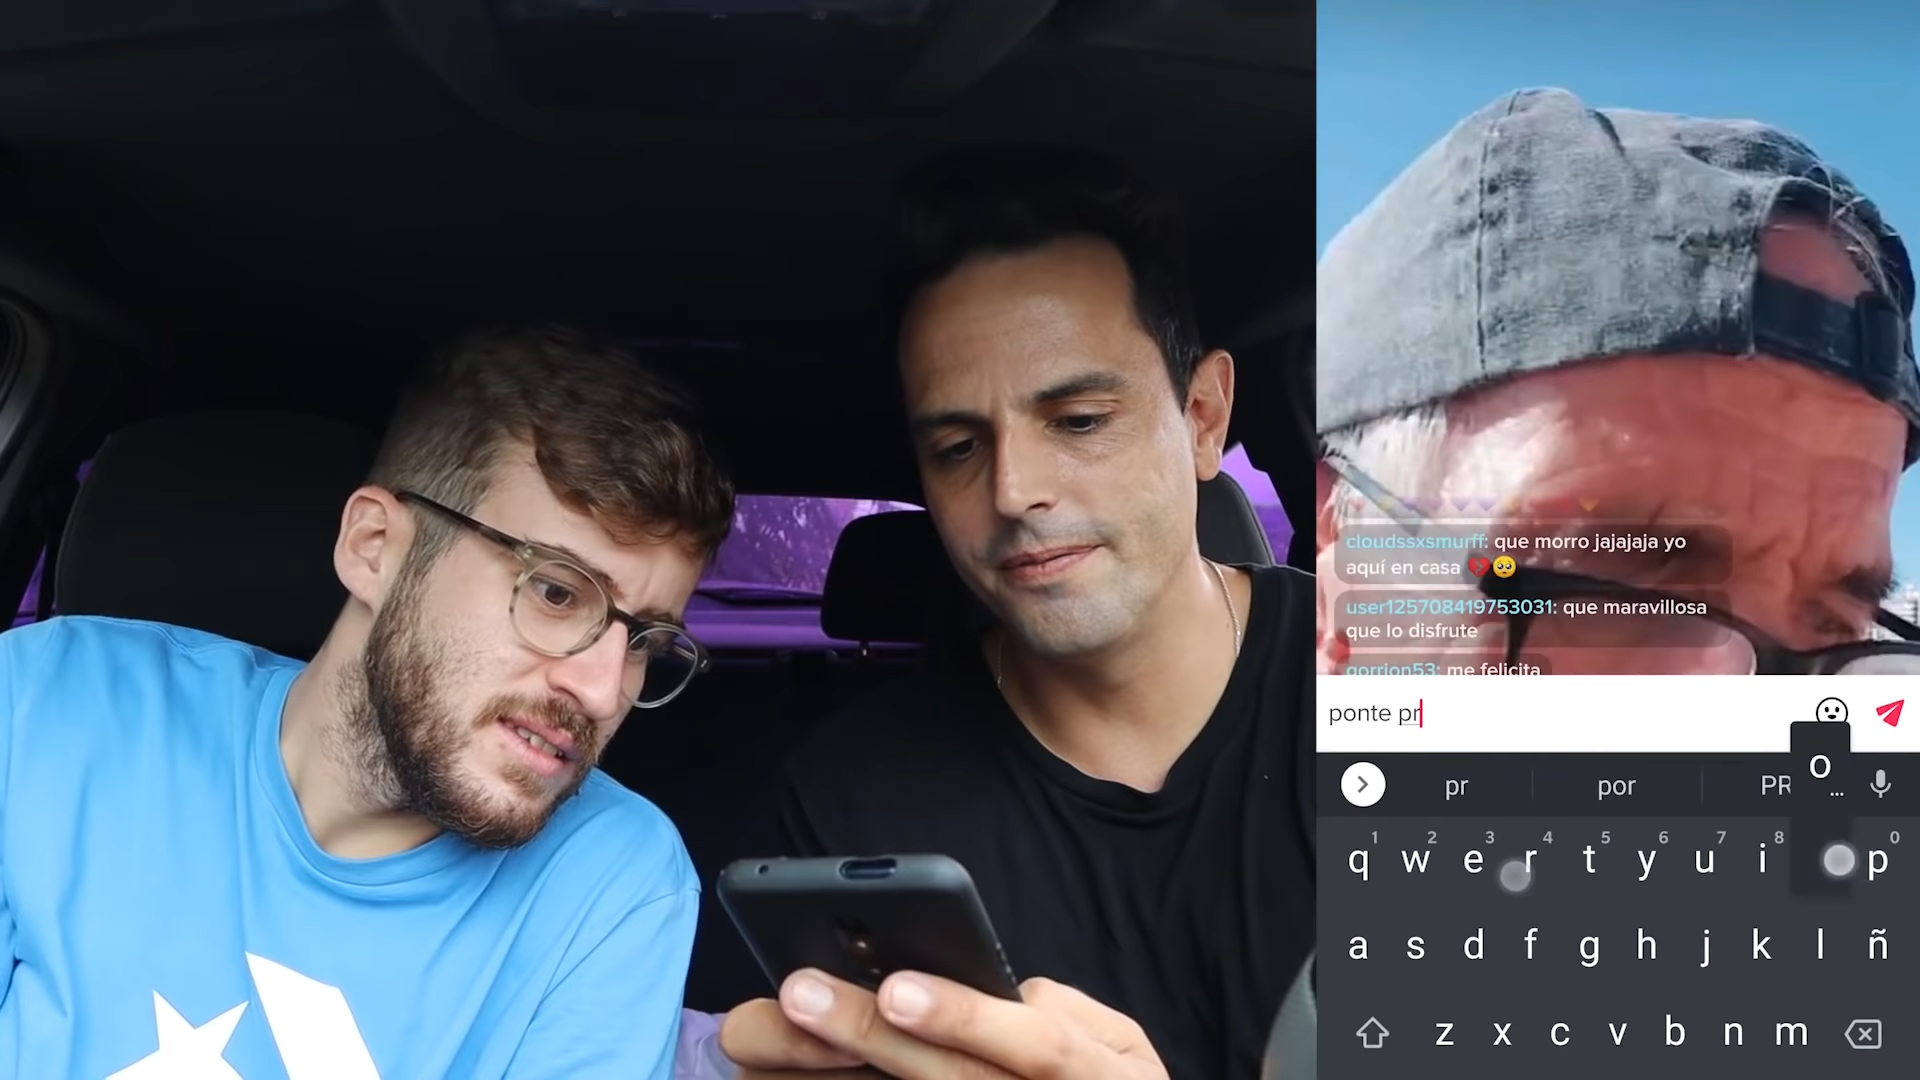 cloudssxsmurff: que morro jajajaja yo
aquí en casa 💔🥺
user125708419753031: que maravillosa
que lo disfrute
gorrion53: me felicita
ponte pr
pr por PR
o
...
1 2 3 4 5 6 7 8 0
q w e r t y u i p
a s d f g h j k l ñ
z x c v b n m